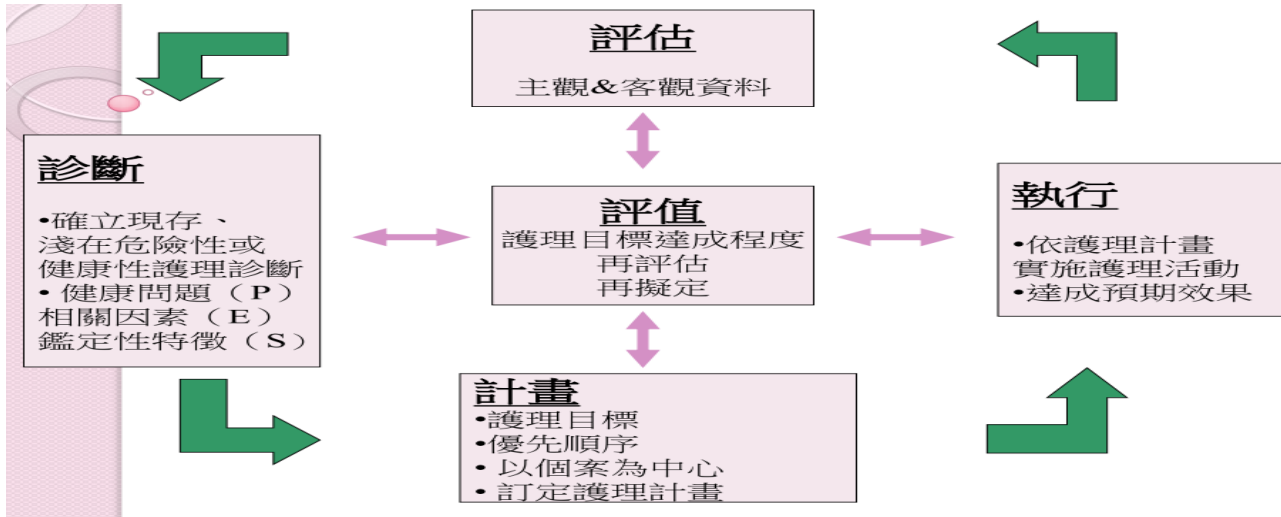 評估
主觀&客觀資料
診斷
•確立現存、
淺在危險性或
健康性護理診斷
• 健康問題（P）
相關因素（E）
鑑定性特徵（S）
評值
護理目標達成程度
再評估
再擬定
執行
•依護理計畫
實施護理活動
•達成預期效果
計畫
•護理目標
•優先順序
• 以個案為中心
• 訂定護理計畫